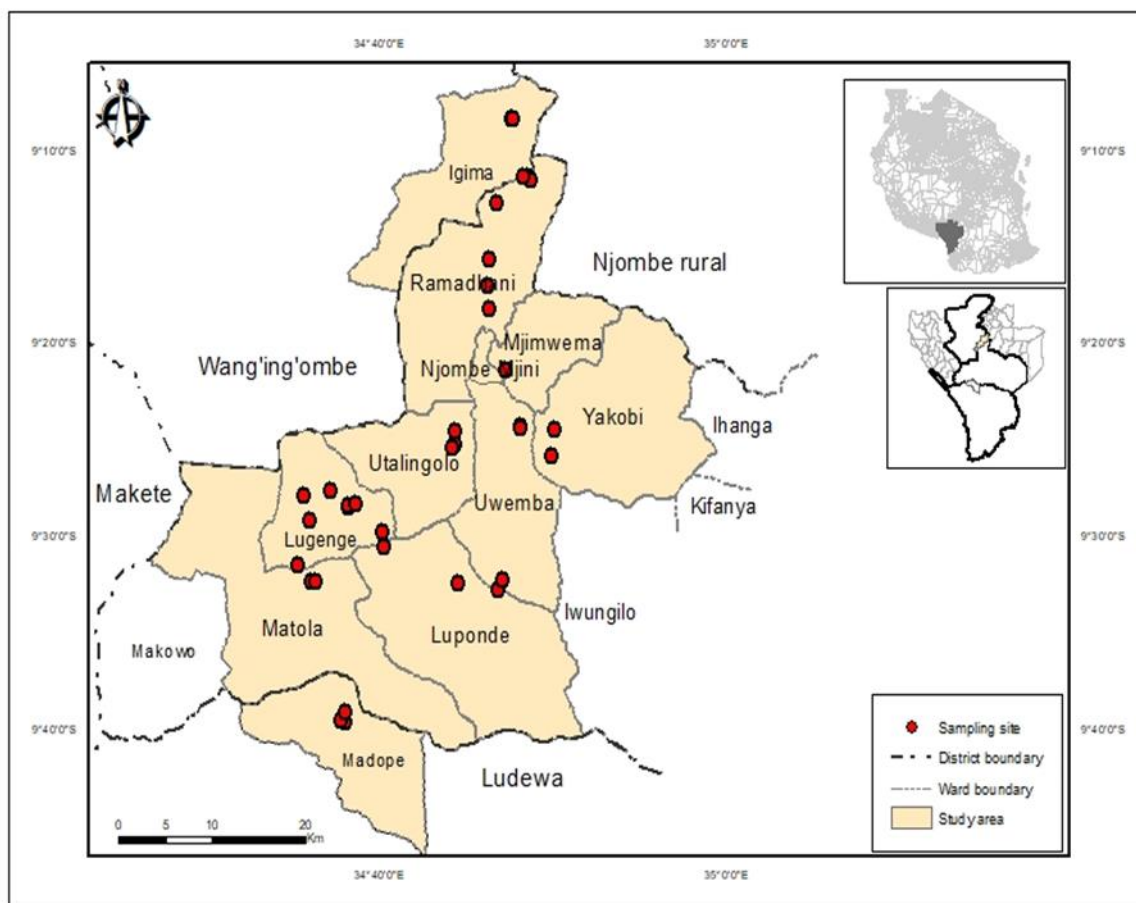 34°40'0"E 35°0'0"E
9°10'0"S 9°10'0"S
Igima
Njombe rural
Ramadhani
9°20'0"S 9°20'0"S
Mjimwema
Wang'ing'ombe
Njombe Mjini
Yakobi
Ihanga
Utalingolo
Makete
Uwemba
Kifanya
9°30'0"S 9°30'0"S
Lugenge
Iwungilo
Matola
Luponde
Makowo
9°40'0"S 9°40'0"S
Madope
Ludewa
Sampling site
District boundary
Ward boundary
Study area
0 5 10 20
Km
34°40'0"E 35°0'0"E